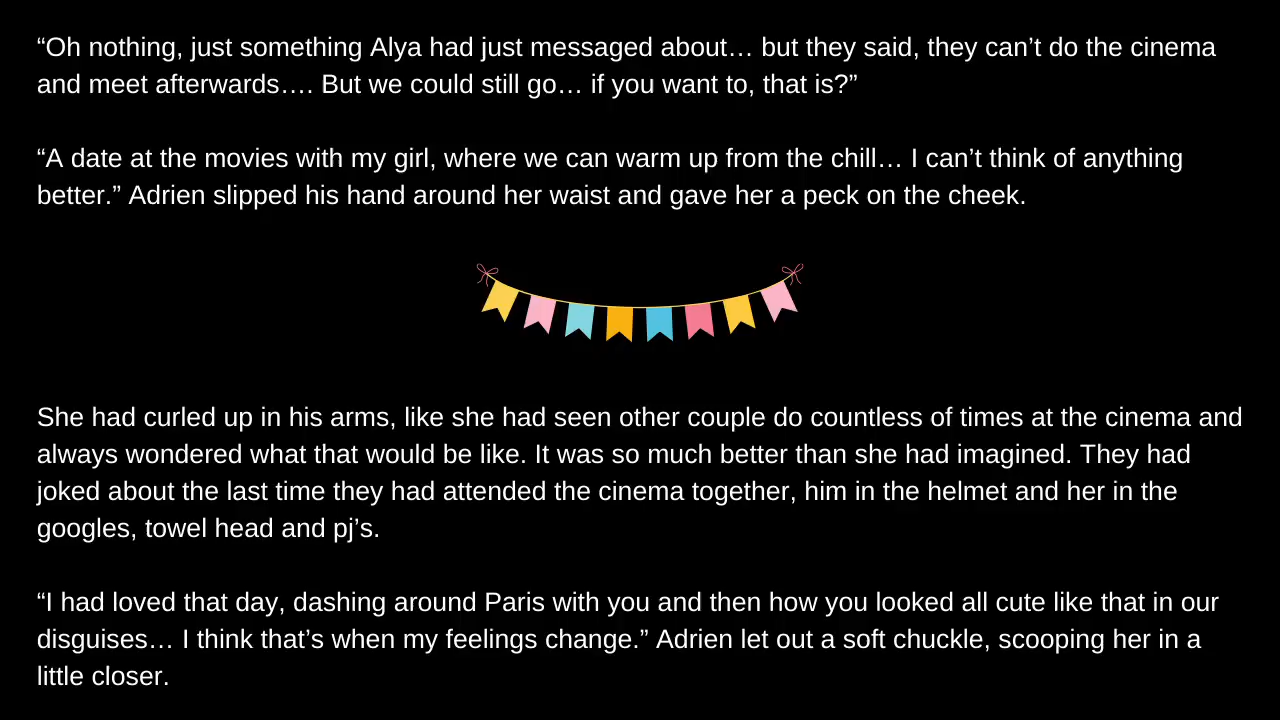 “Oh nothing, just something Alya had just messaged about… but they said, they can’t do the cinema
and meet afterwards…. But we could still go… if you want to, that is?”
“A date at the movies with my girl, where we can warm up from the chill… I can’t think of anything
better.” Adrien slipped his hand around her waist and gave her a peck on the cheek.
She had curled up in his arms, like she had seen other couple do countless of times at the cinema and
always wondered what that would be like. It was so much better than she had imagined. They had
joked about the last time they had attended the cinema together, him in the helmet and her in the
googles, towel head and pj’s.
“I had loved that day, dashing around Paris with you and then how you looked all cute like that in our
disguises… I think that’s when my feelings change.” Adrien let out a soft chuckle, scooping her in a
little closer.